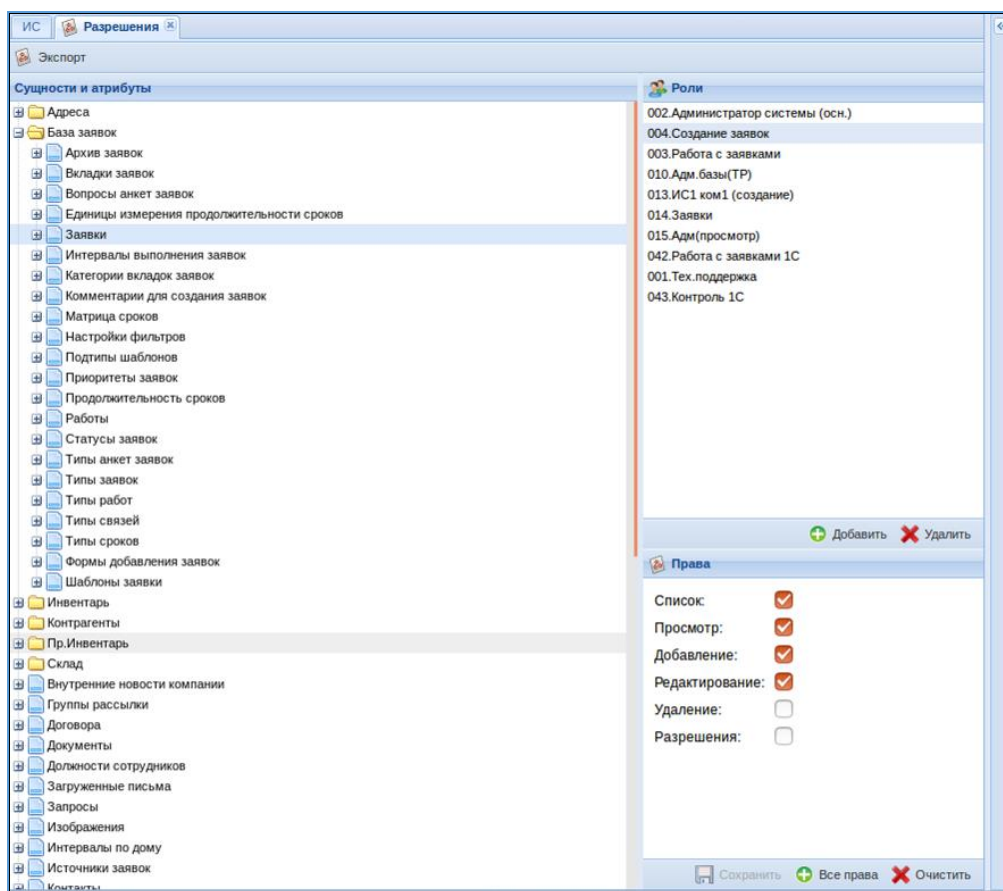 ИС
Разрешения
Экспорт
Сущности и атрибуты
Адреса
База заявок
Архив заявок
Вкладки заявок
Вопросы анкет заявок
Единицы измерения продолжительности сроков
Заявки
Интервалы выполнения заявок
Категории вкладок заявок
Комментарии для создания заявок
Матрица сроков
Настройки фильтров
Подтипы шаблонов
Приоритеты заявок
Продолжительность сроков
Работы
Статусы заявок
Типы анкет заявок
Типы заявок
Типы работ
Типы связей
Типы сроков
Формы добавления заявок
Шаблоны заявки
Инвентарь
Контрагенты
Пр.Инвентарь
Склад
Внутренние новости компании
Группы рассылки
Договора
Документы
Должности сотрудников
Загруженные письма
Запросы
Изображения
Интервалы по дому
Источники заявок
Контакты
Роли
002.Администратор системы (осн.)
004.Создание заявок
003.Работа с заявками
010.Адм.базы(ТР)
013.ИС1 ком1 (создание)
014.Заявки
015.Адм(просмотр)
042.Работа с заявками 1С
001.Тех.поддержка
043.Контроль 1С
Добавить Удалить
Права
Список:
Просмотр:
Добавление:
Редактирование:
Удаление:
Разрешения:
Сохранить Все права Очистить